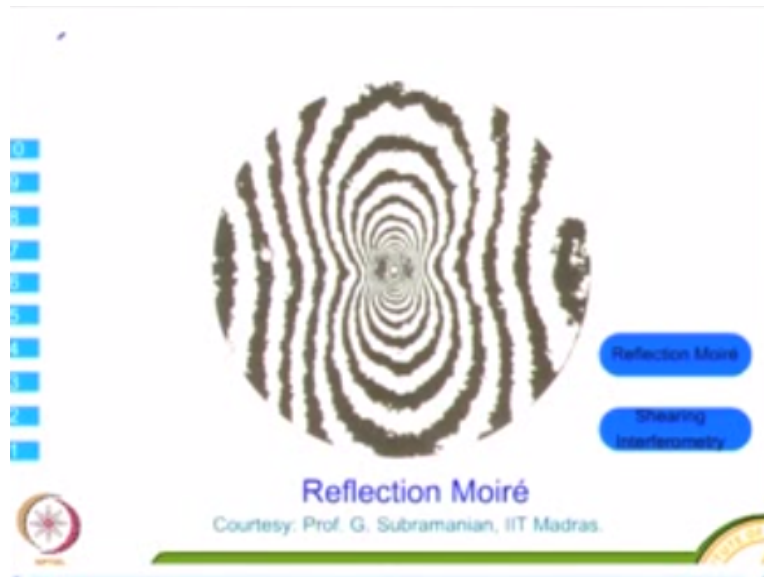 0
9
8
7
6
5
4
3
2
1
Reflection Moiré
Shearing
Interferometry
Reflection Moiré
Courtesy: Prof. G. Subramanian, IIT Madras.
NPTEL